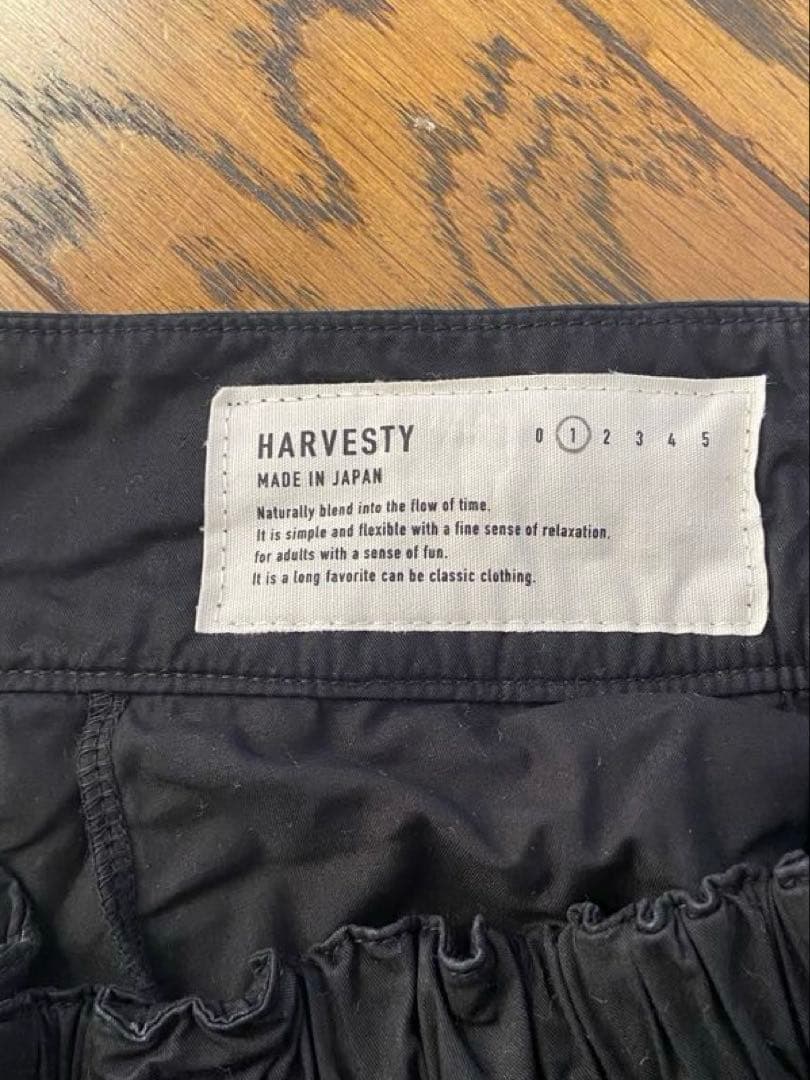 HARVESTY 0 1 2 3 4 5
MADE IN JAPAN
Naturally blend into the flow of time.
It is simple and flexible with a fine sense of relaxation.
for adults with a sense of fun.
It is a long favorite can be classic clothing.